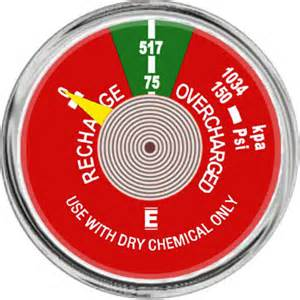 517
75
1034
150
kpa
Psi
RECHARGE
OVERCHARGED
E
USE WITH DRY CHEMICAL ONLY